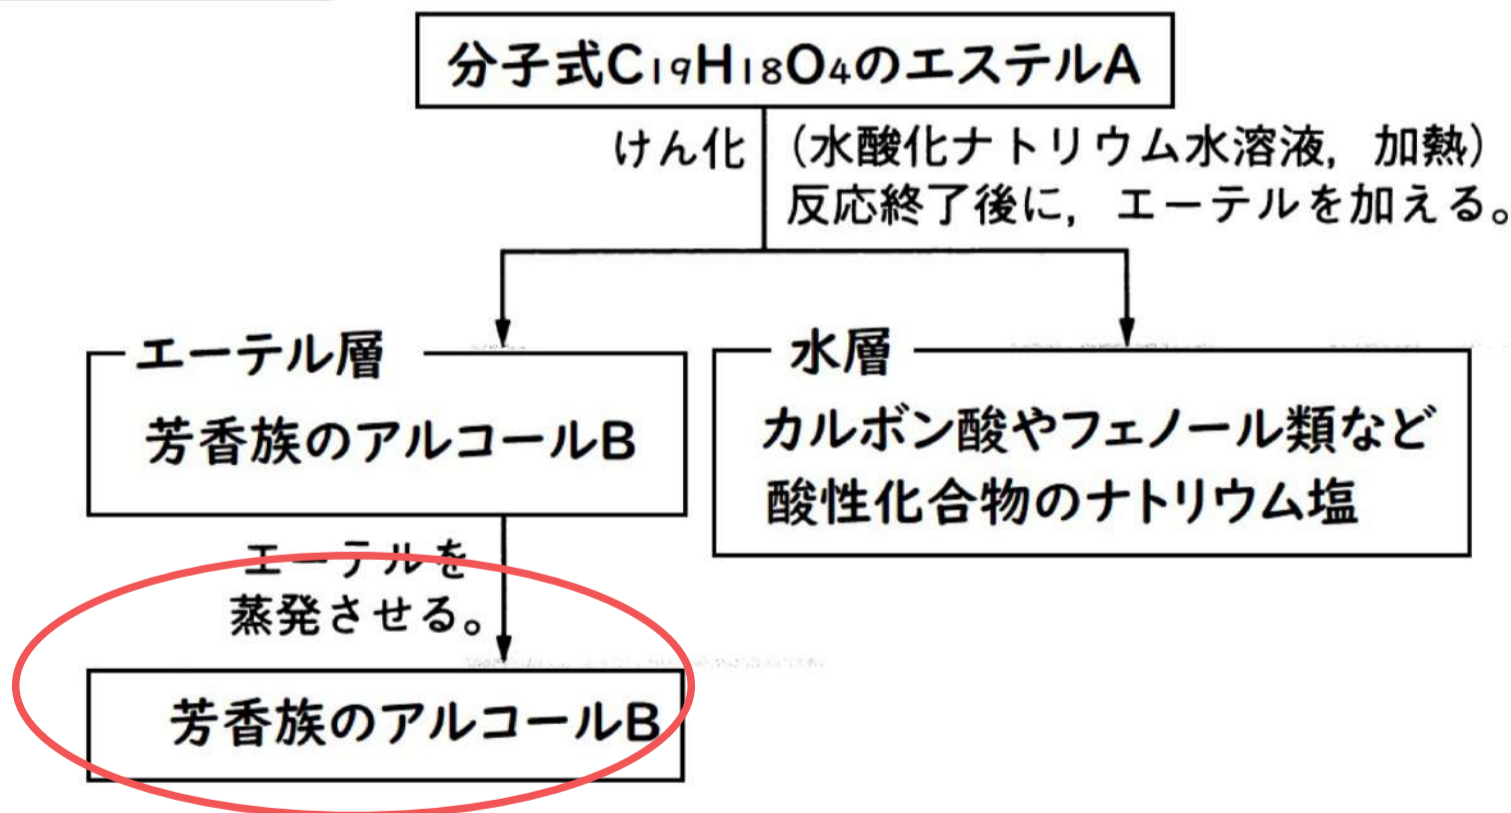 分子式C₁₉H₁₈O₄のエステルA
けん化
(水酸化ナトリウム水溶液, 加熱)
反応終了後に, エーテルを加える。
エーテル層
芳香族のアルコールB
水層
カルボン酸やフェノール類など
酸性化合物のナトリウム塩
エーテルを
蒸発させる。
芳香族のアルコールB